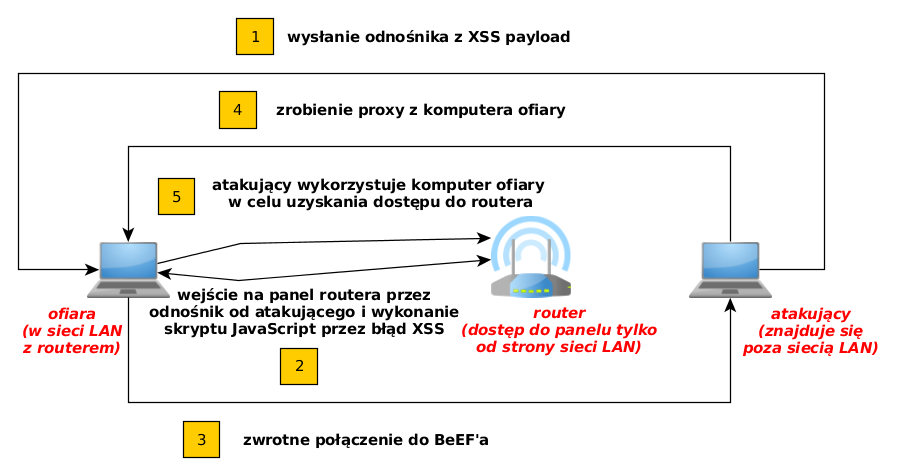 1 wysłanie odnośnika z XSS payload
4 zrobienie proxy z komputera ofiary
5 atakujący wykorzystuje komputer ofiary
w celu uzyskania dostępu do routera
wejście na panel routera przez
odnośnik od atakującego i wykonanie
skryptu JavaScript przez błąd XSS
2
ofiara
(w sieci LAN
z routerem)
router
(dostęp do panelu tylko
od strony sieci LAN)
atakujący
(znajduje się
poza siecią LAN)
3 zwrotne połączenie do BeEF'a